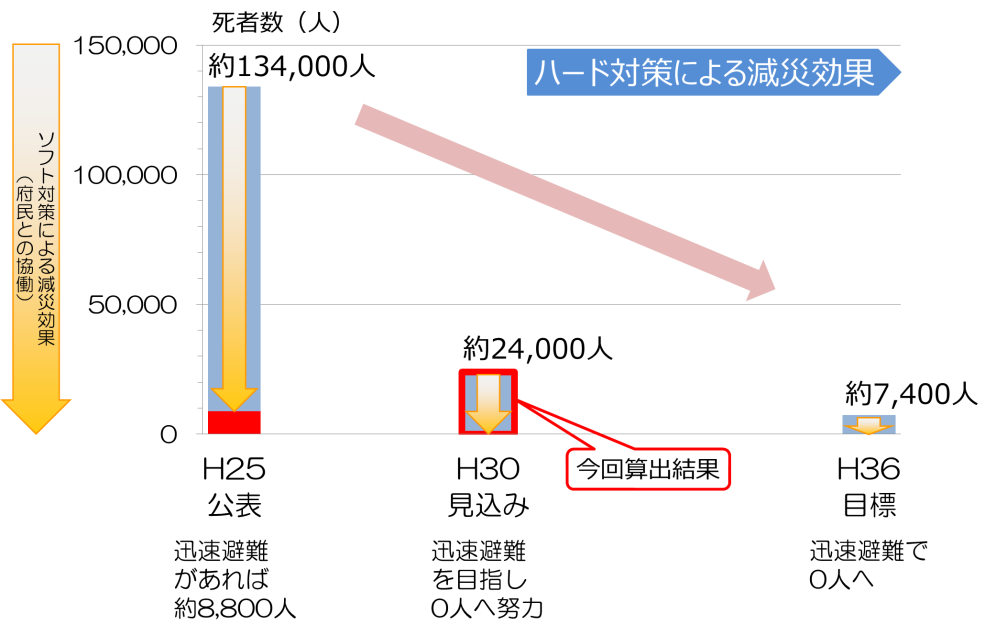 死者数（人）
150,000
100,000
50,000
0
ソフト対策による減災効果
（府民との協働）
ハード対策による減災効果
約134,000人
約24,000人
約7,400人
今回算出結果
H25
公表
H30
見込み
H36
目標
迅速避難
があれば
約8,800人
迅速避難
を目指し
0人へ努力
迅速避難で
0人へ